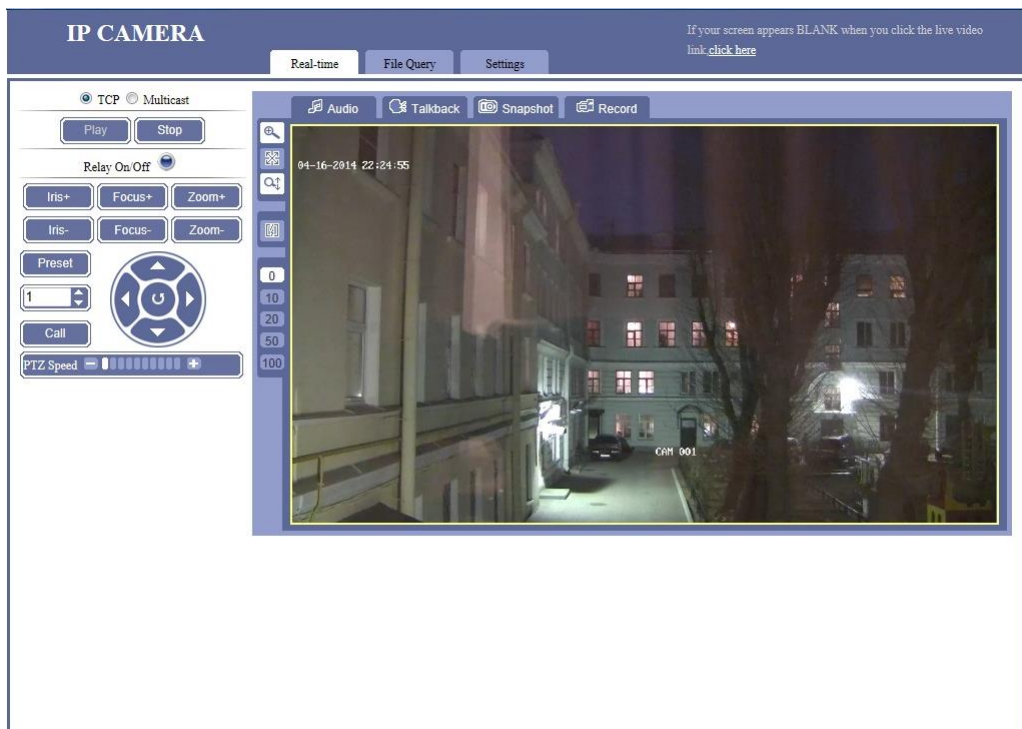 IP CAMERA
If your screen appears BLANK when you click the live video
link,click here
Real-time
File Query
Settings
TCP
Multicast
Play
Stop
Relay On/Off
Iris+
Focus+
Zoom+
Iris-
Focus-
Zoom-
Preset
1
Call
PTZ Speed
Audio
Talkback
Snapshot
Record
0
10
20
50
100
04-16-2014 22:24:55
CAM 001